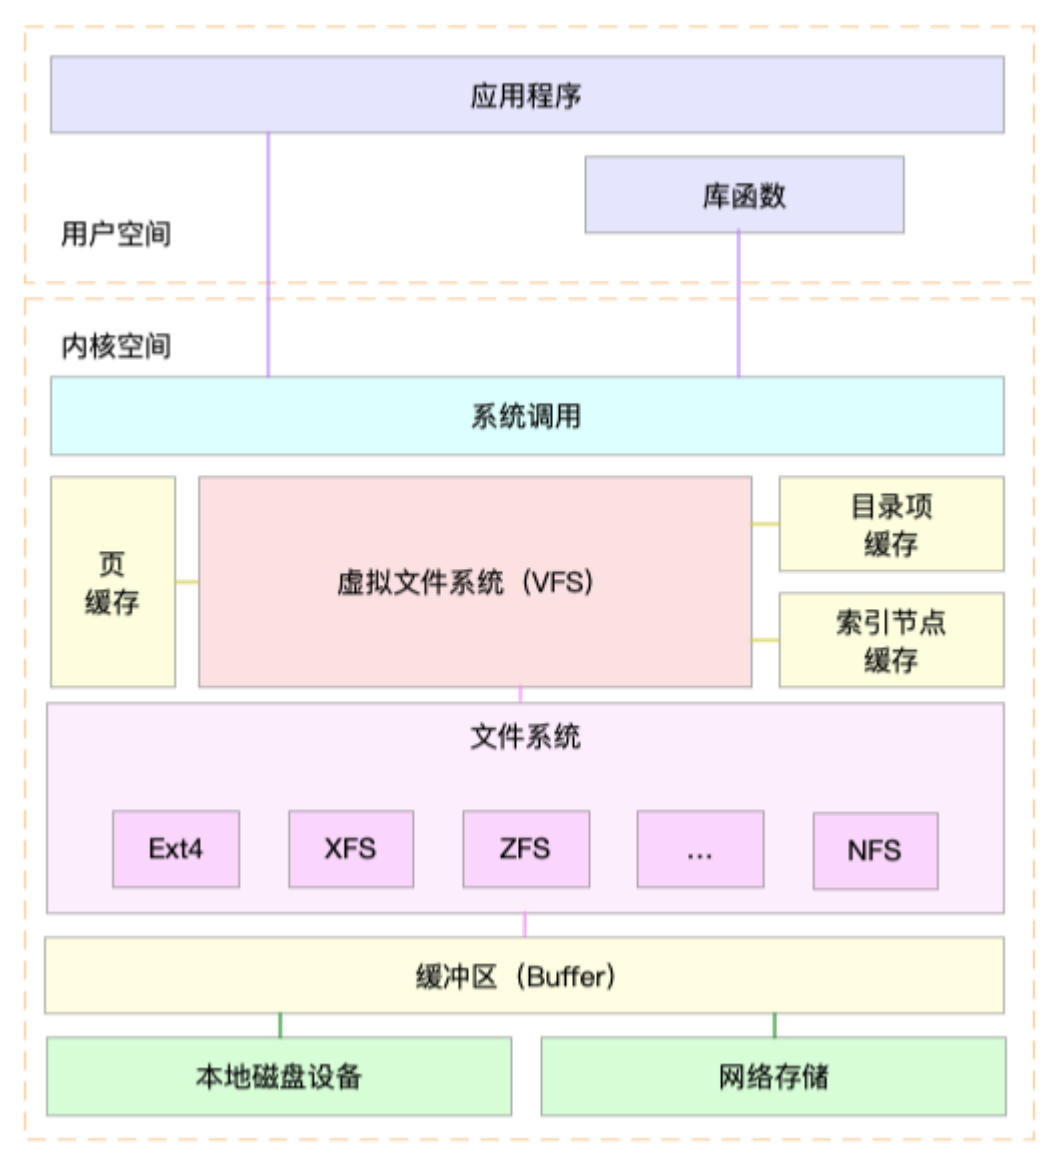 应用程序
库函数
用户空间
内核空间
系统调用
页
缓存
虚拟文件系统（VFS）
目录项
缓存
索引节点
缓存
文件系统
Ext4
XFS
ZFS
...
NFS
缓冲区（Buffer）
本地磁盘设备
网络存储